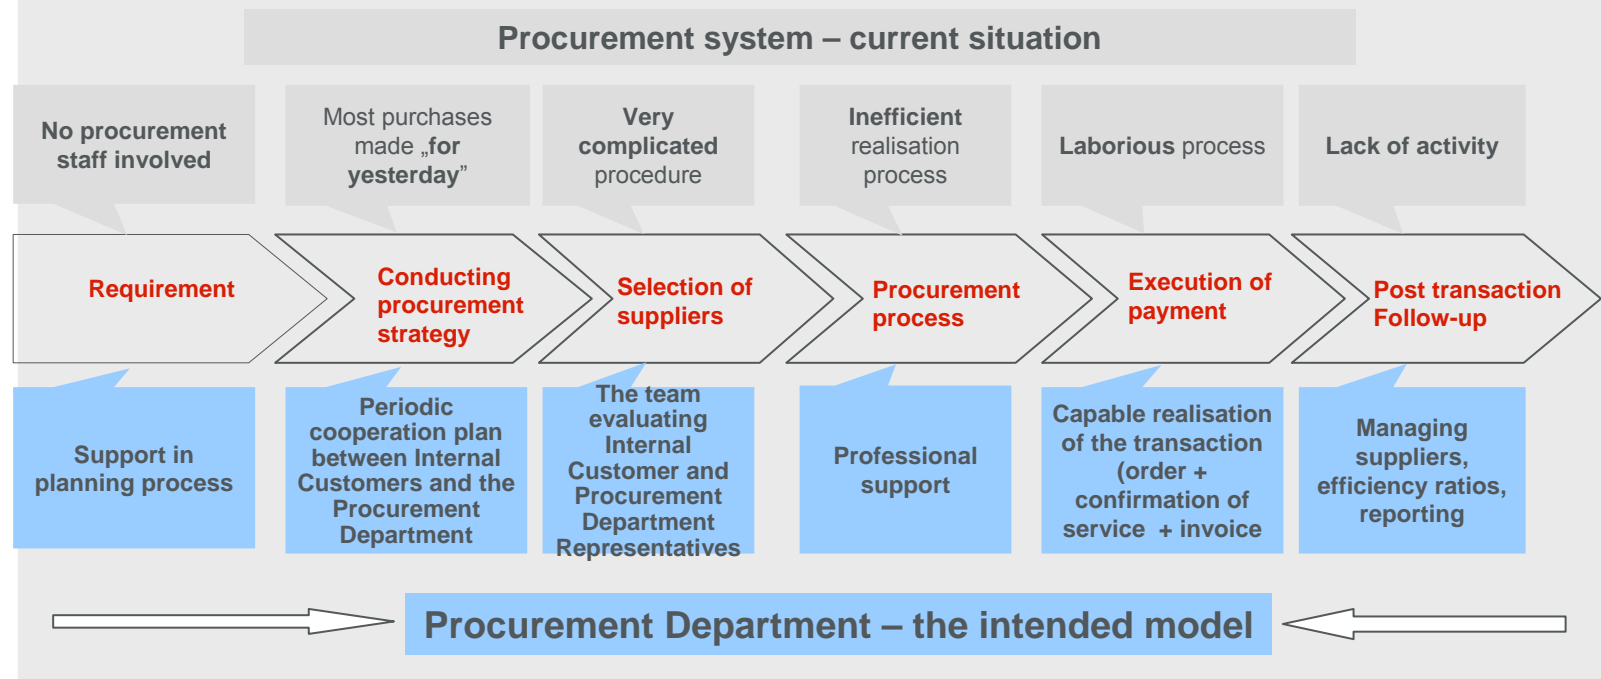 Procurement system – current situation
No procurement
staff involved
Most purchases
made „for
yesterday”
Very
complicated
procedure
Inefficient
realisation
process
Laborious process
Lack of activity
Requirement
Conducting
procurement
strategy
Selection of
suppliers
Procurement
process
Execution of
payment
Post transaction
Follow-up
Support in
planning process
Periodic
cooperation plan
between Internal
Customers and the
Procurement
Department
The team
evaluating
Internal
Customer and
Procurement
Department
Representatives
Professional
support
Capable realisation
of the transaction
(order +
confirmation of
service + invoice
Managing
suppliers,
efficiency ratios,
reporting
Procurement Department – the intended model